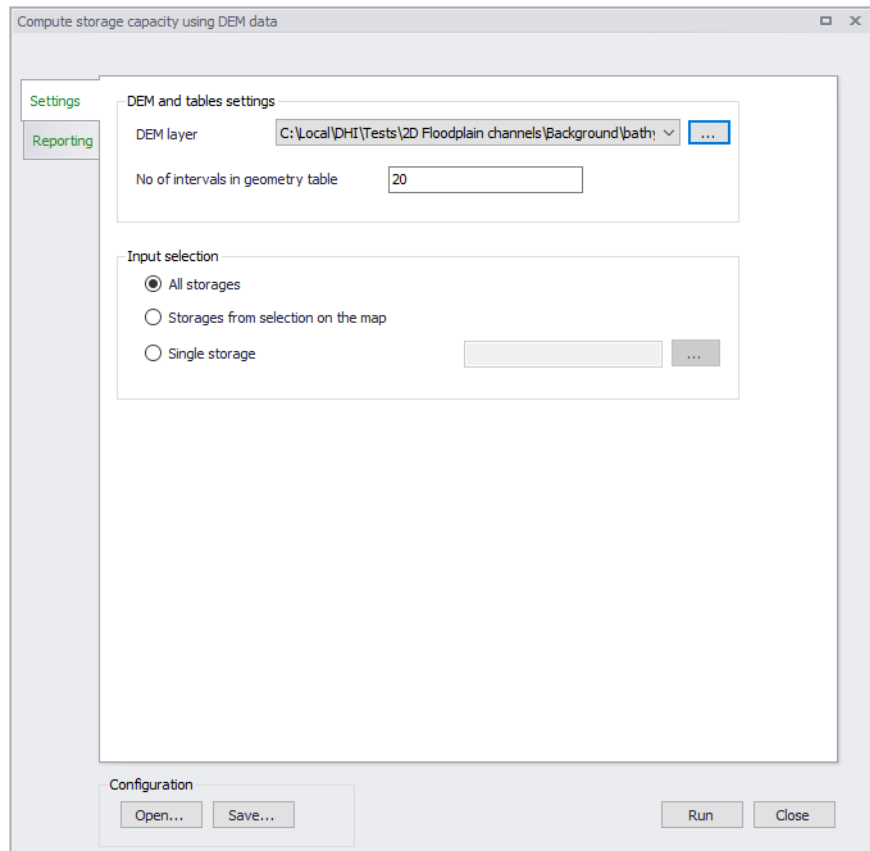 Compute storage capacity using DEM data
Settings
Reporting
DEM and tables settings
DEM layer C:\Local\DHI\Tests\2D Floodplain channels\Background\bathy ...
No of intervals in geometry table 20
Input selection
All storages
Storages from selection on the map
Single storage ...
Configuration
Open... Save... Run Close